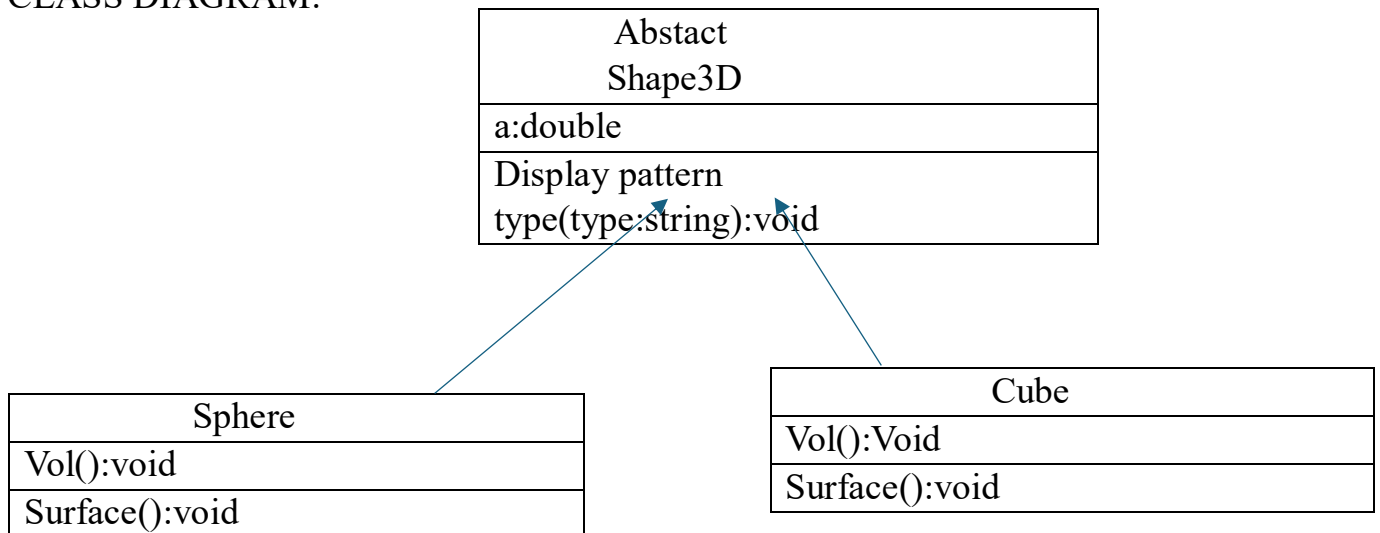 CLASS DIAGRAM:
Abstact
Shape3D
a:double
Display pattern
type(type:string):void
Sphere
Vol():void
Surface():void
Cube
Vol():Void
Surface():void